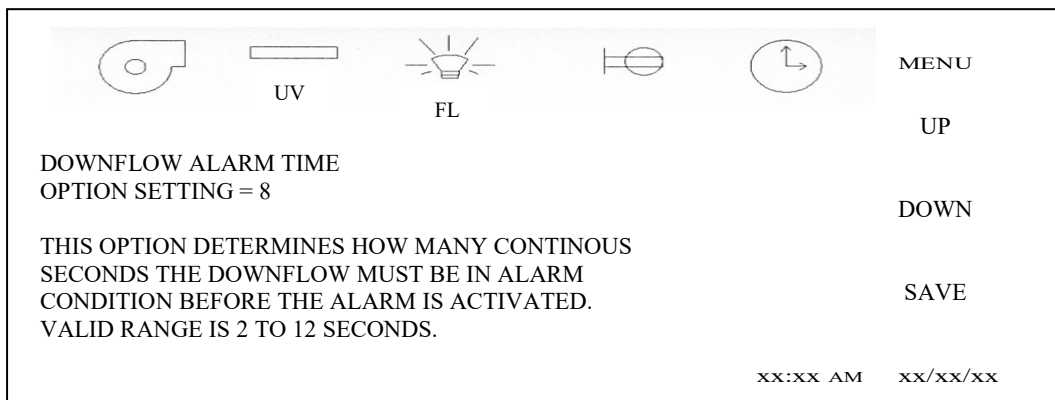 MENU
UV
FL
UP
DOWNFLOW ALARM TIME
OPTION SETTING = 8
DOWN
THIS OPTION DETERMINES HOW MANY CONTINOUS
SECONDS THE DOWNFLOW MUST BE IN ALARM
CONDITION BEFORE THE ALARM IS ACTIVATED.
VALID RANGE IS 2 TO 12 SECONDS.
SAVE
xx:xx AM xx/xx/xx